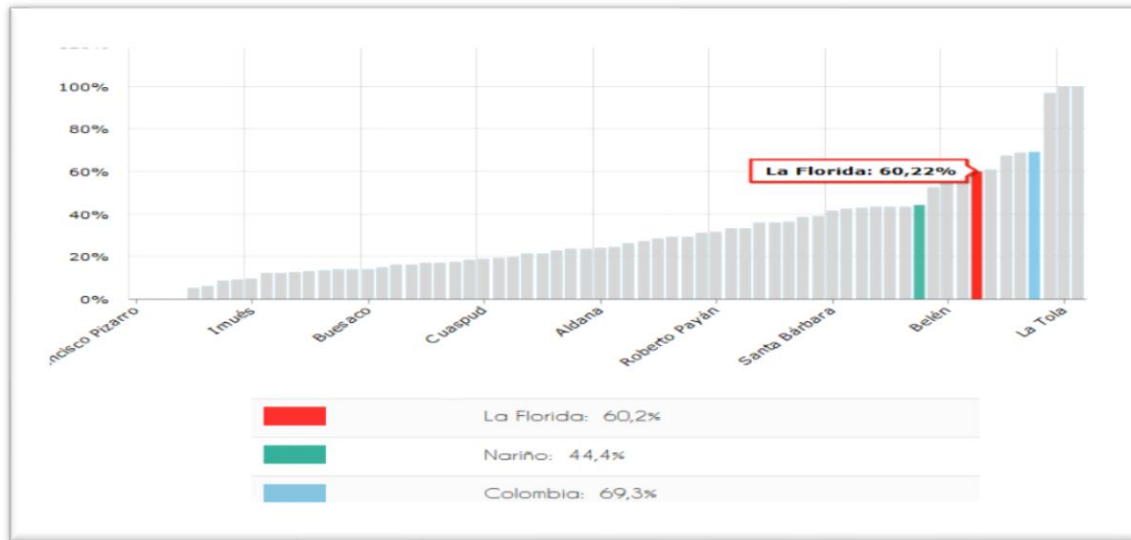 100%
80%
60%
40%
20%
0%
La Florida: 60,22%
Pizarro
Imués
Buesaco
Cuaspud
Aldana
Roberto Payán
Santa Bárbara
Belén
La Tola
La Florida: 60,2%
Nariño: 44,4%
Colombia: 69,3%